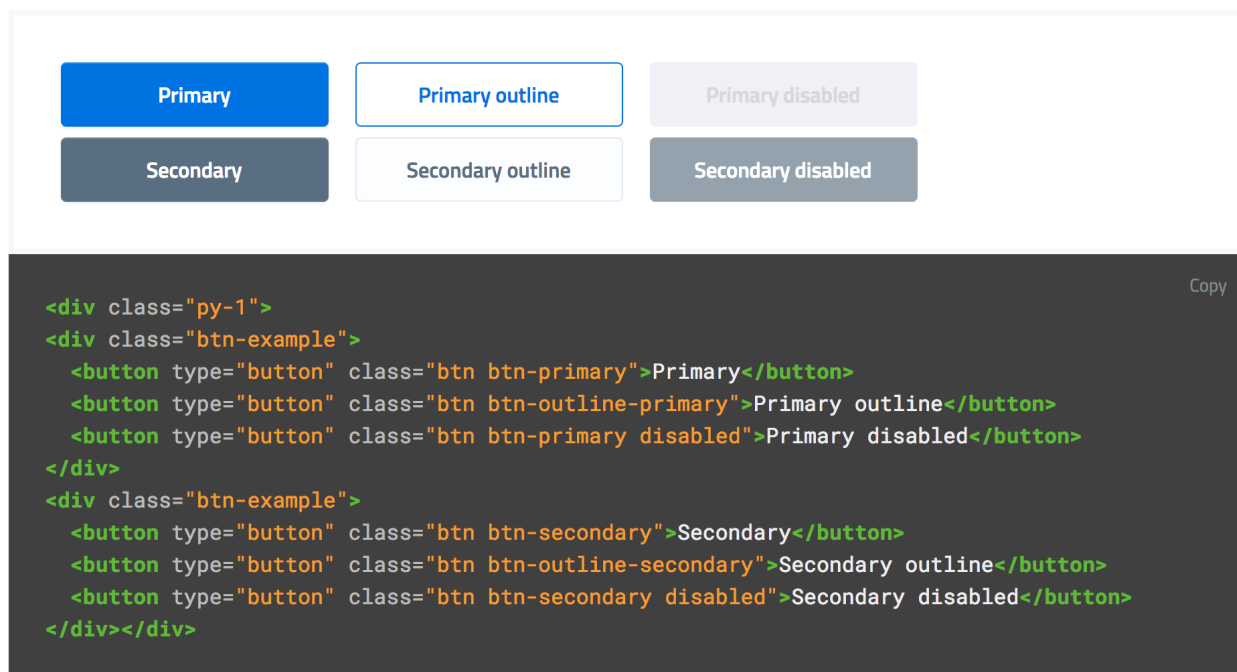 Primary Primary outline Primary disabled
Secondary Secondary outline Secondary disabled
Copy
<div class="py-1">
<div class="btn-example">
  <button type="button" class="btn btn-primary">Primary</button>
  <button type="button" class="btn btn-outline-primary">Primary outline</button>
  <button type="button" class="btn btn-primary disabled">Primary disabled</button>
</div>
<div class="btn-example">
  <button type="button" class="btn btn-secondary">Secondary</button>
  <button type="button" class="btn btn-outline-secondary">Secondary outline</button>
  <button type="button" class="btn btn-secondary disabled">Secondary disabled</button>
</div></div>